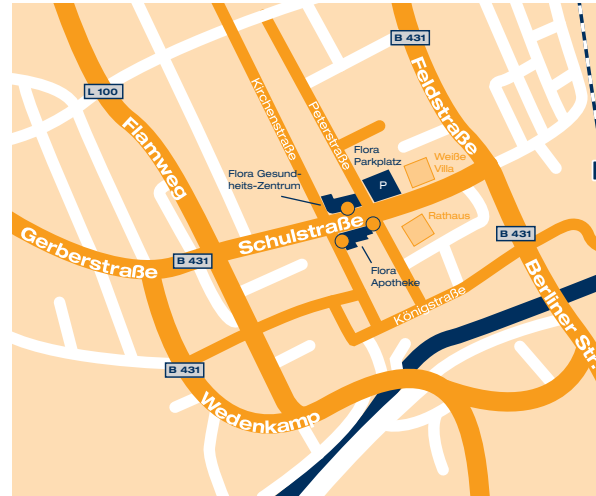 B 431
L 100
Feldstraße
Kirchenstraße
Peterstraße
Flamweg
Flora
Parkplatz
Weiße
Villa
Flora Gesund-
heits-Zentrum
P
Rathaus
Schulstraße
Gerberstraße
B 431
B 431
Flora
Apotheke
Königstraße
Berliner Str.
B 431
Wedenkamp